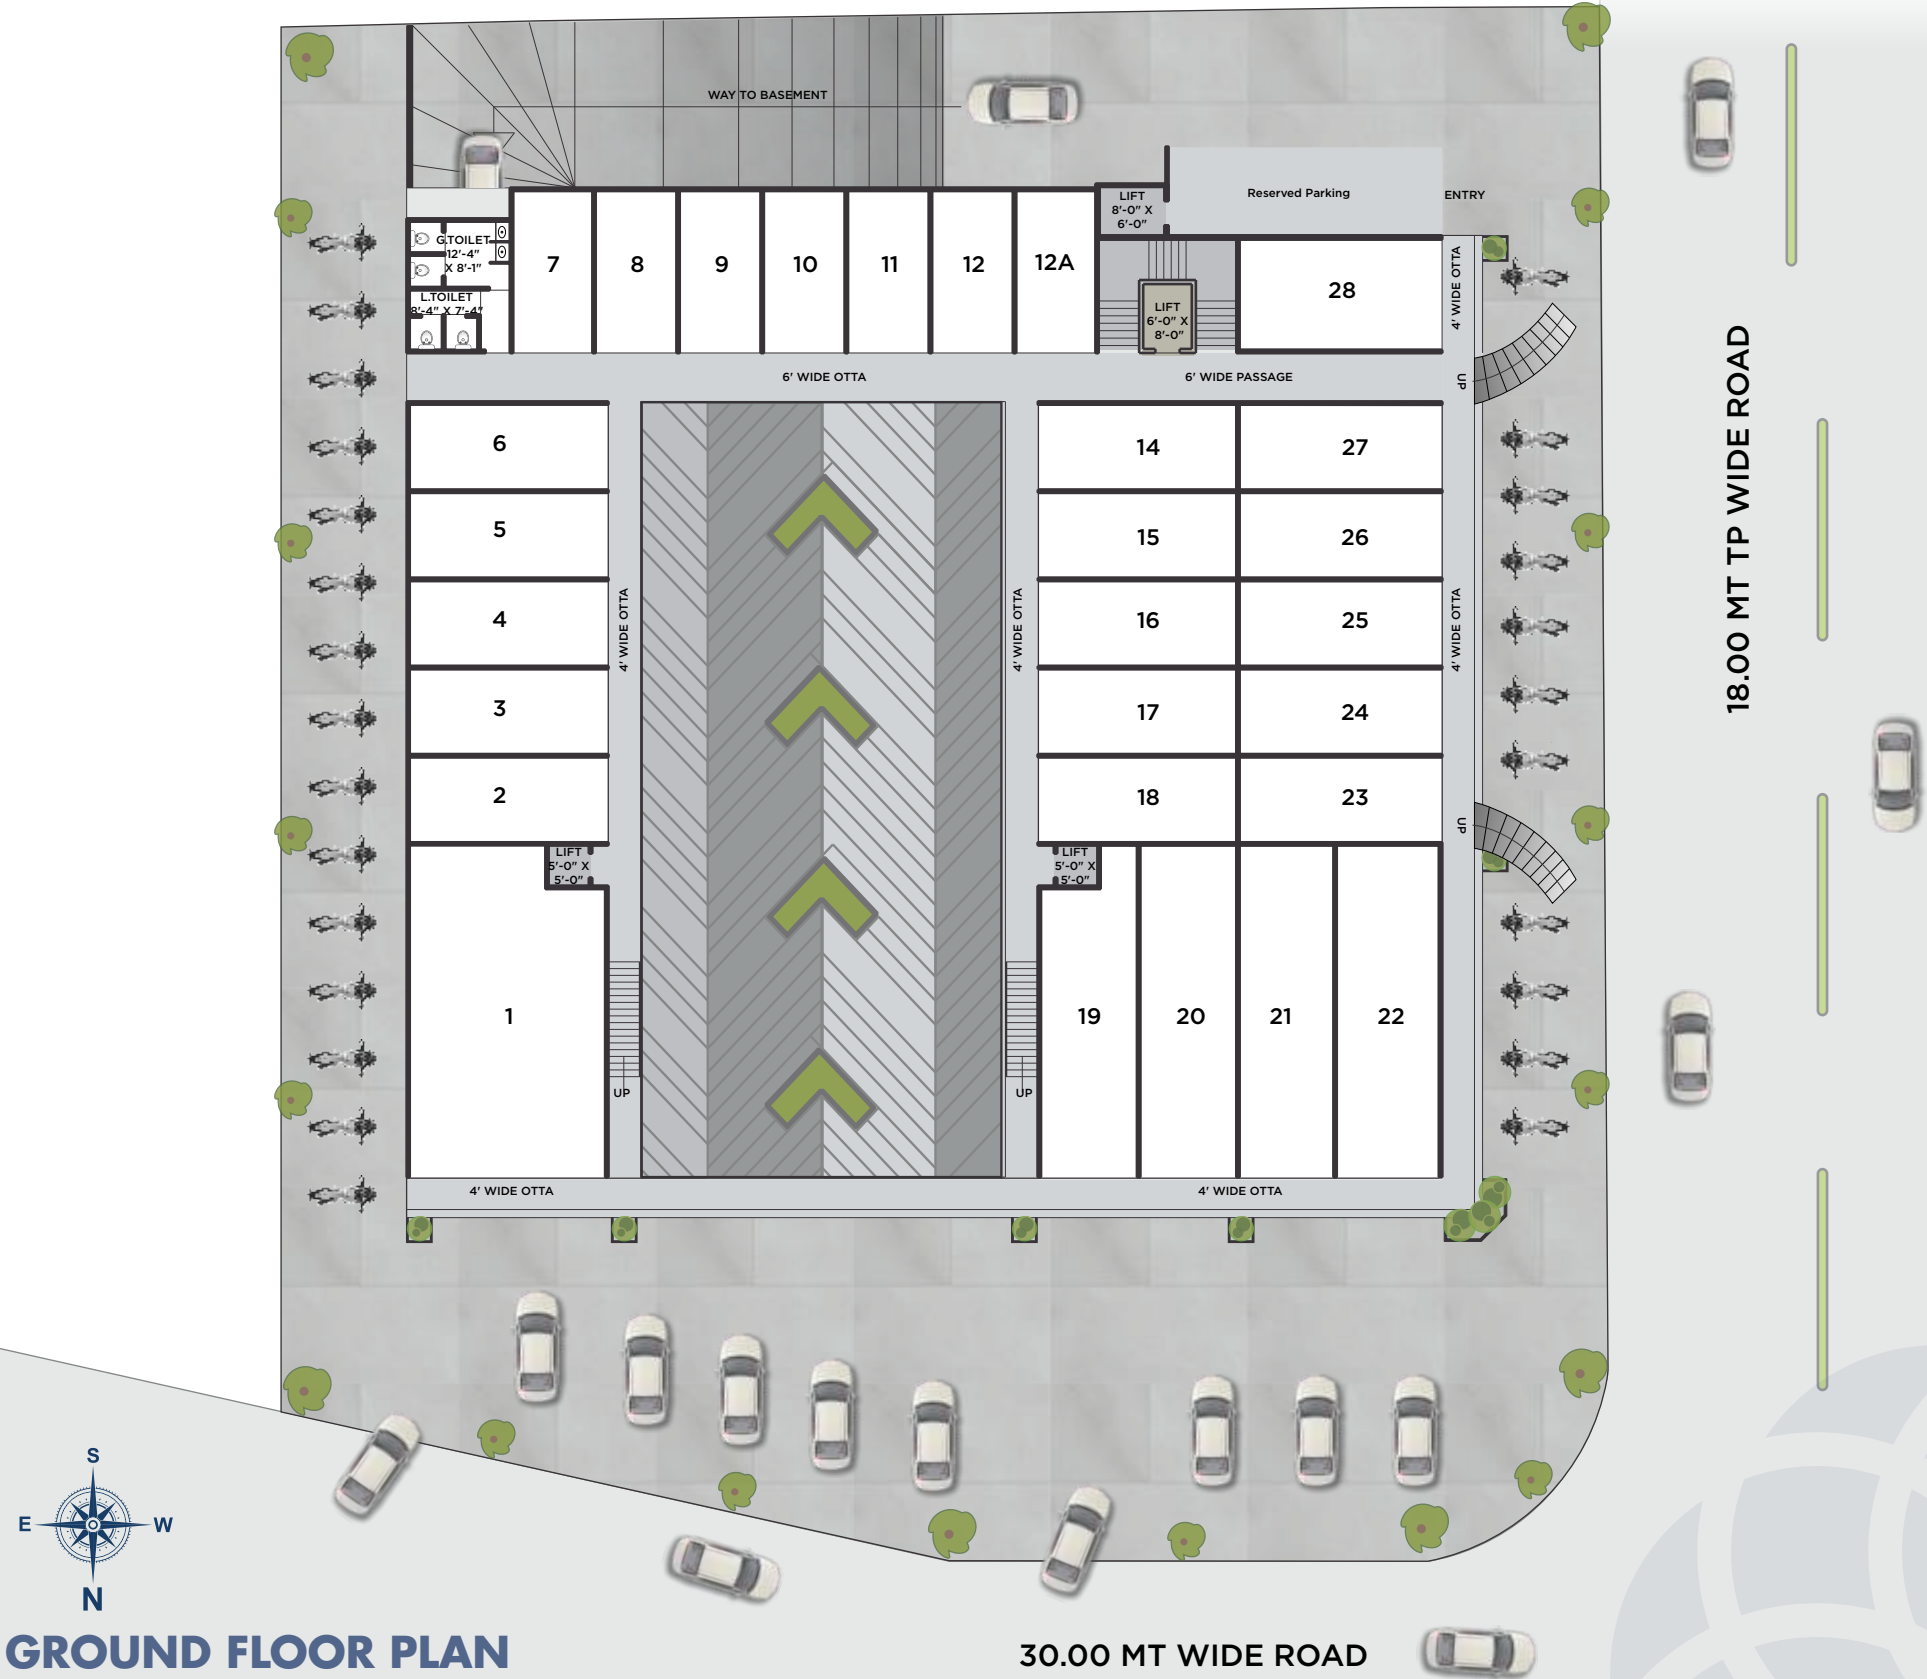 WAY TO BASEMENT
LIFT
8'-0" X
6'-0"
Reserved Parking
ENTRY
G.TOILET
12'-4"
X 8'-1"
L.TOILET
8'-4" X 7'-4"
7
8
9
10
11
12
12A
LIFT
6'-0" X
8'-0"
28
4' WIDE OTTA
6' WIDE OTTA
6' WIDE PASSAGE
UP
6
14
27
5
15
26
4
16
25
4' WIDE OTTA
4' WIDE OTTA
4' WIDE OTTA
3
17
24
2
18
23
UP
LIFT
5'-0" X
5'-0"
LIFT
5'-0" X
5'-0"
1
19
20
21
22
UP
UP
4' WIDE OTTA
4' WIDE OTTA
18.00 MT TP WIDE ROAD
S
E
W
N
GROUND FLOOR PLAN
30.00 MT WIDE ROAD